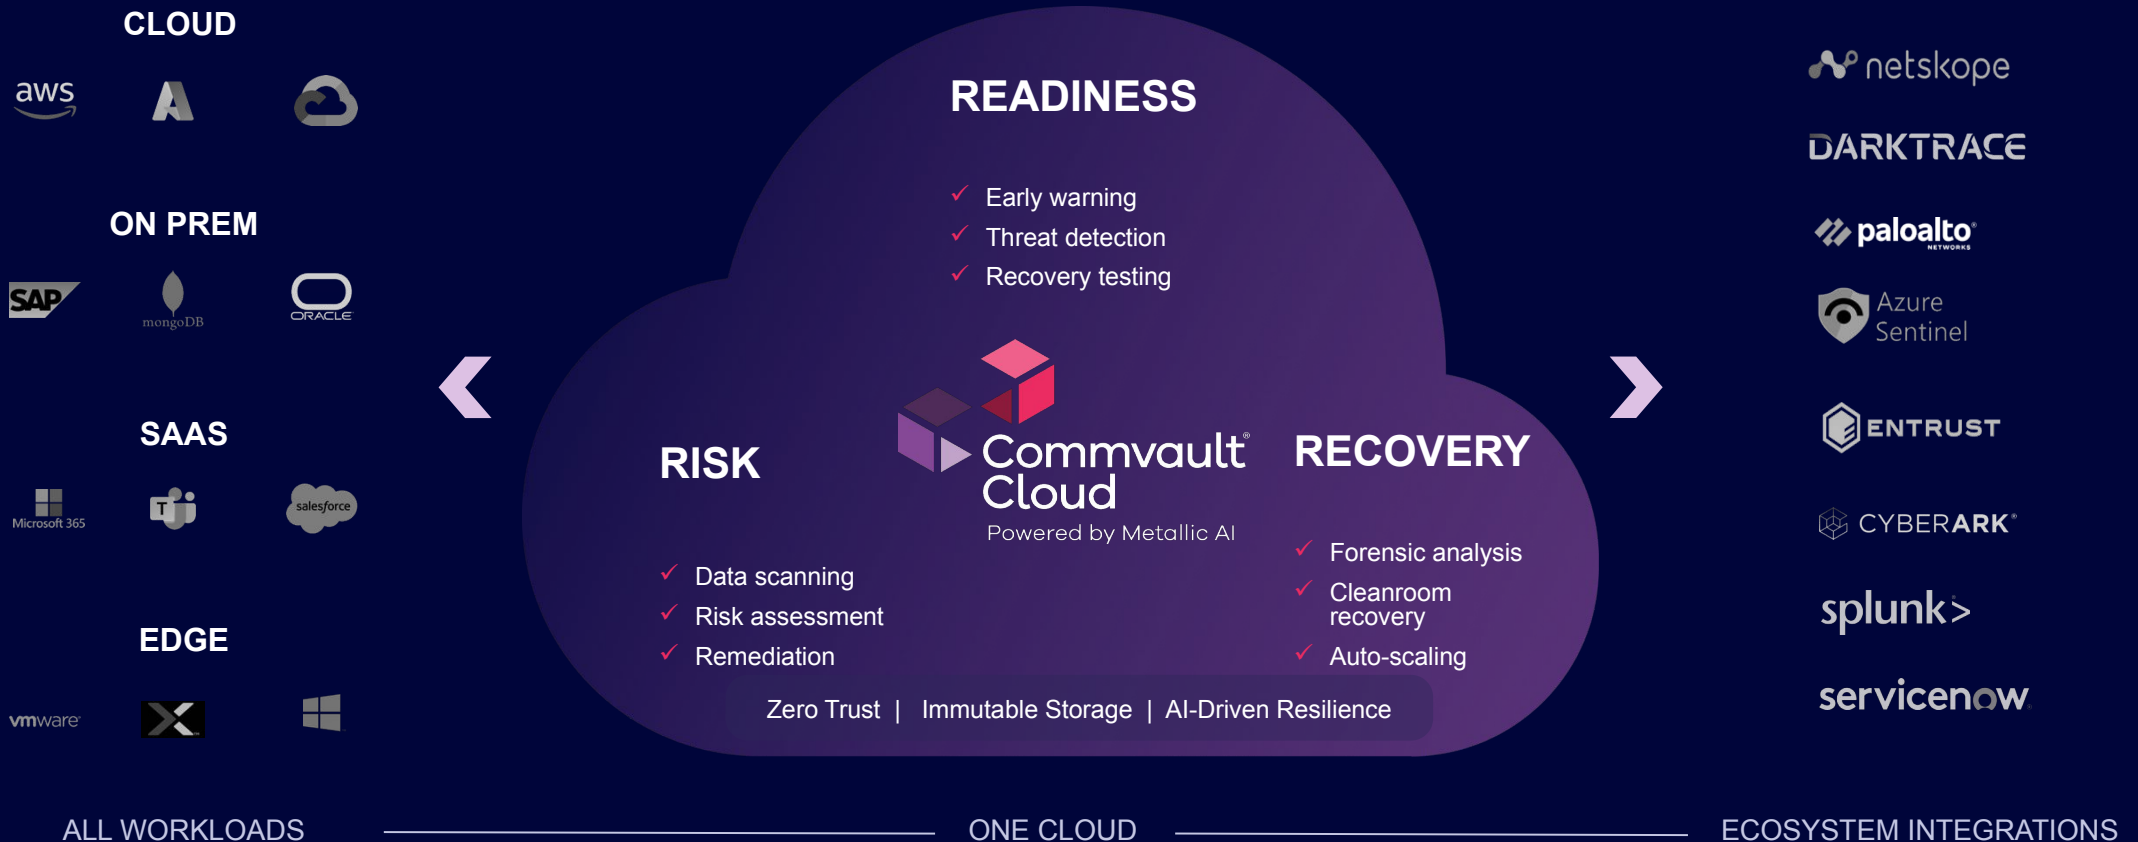 CLOUD
aws
ON PREM
SAP
mongoDB
ORACLE
SAAS
Microsoft 365
T
salesforce
EDGE
vmware®
READINESS
Early warning
Threat detection
Recovery testing
RISK
Data scanning
Risk assessment
Remediation
Commvault®
Cloud
Powered by Metallic AI
RECOVERY
Forensic analysis
Cleanroom
recovery
Auto-scaling
Zero Trust | Immutable Storage | AI-Driven Resilience
netskope
DARKTRACE
paloalto®
NETWORKS
Azure
Sentinel
ENTRUST
CYBERARK®
splunk>
servicenow
ALL WORKLOADS
ONE CLOUD
ECOSYSTEM INTEGRATIONS